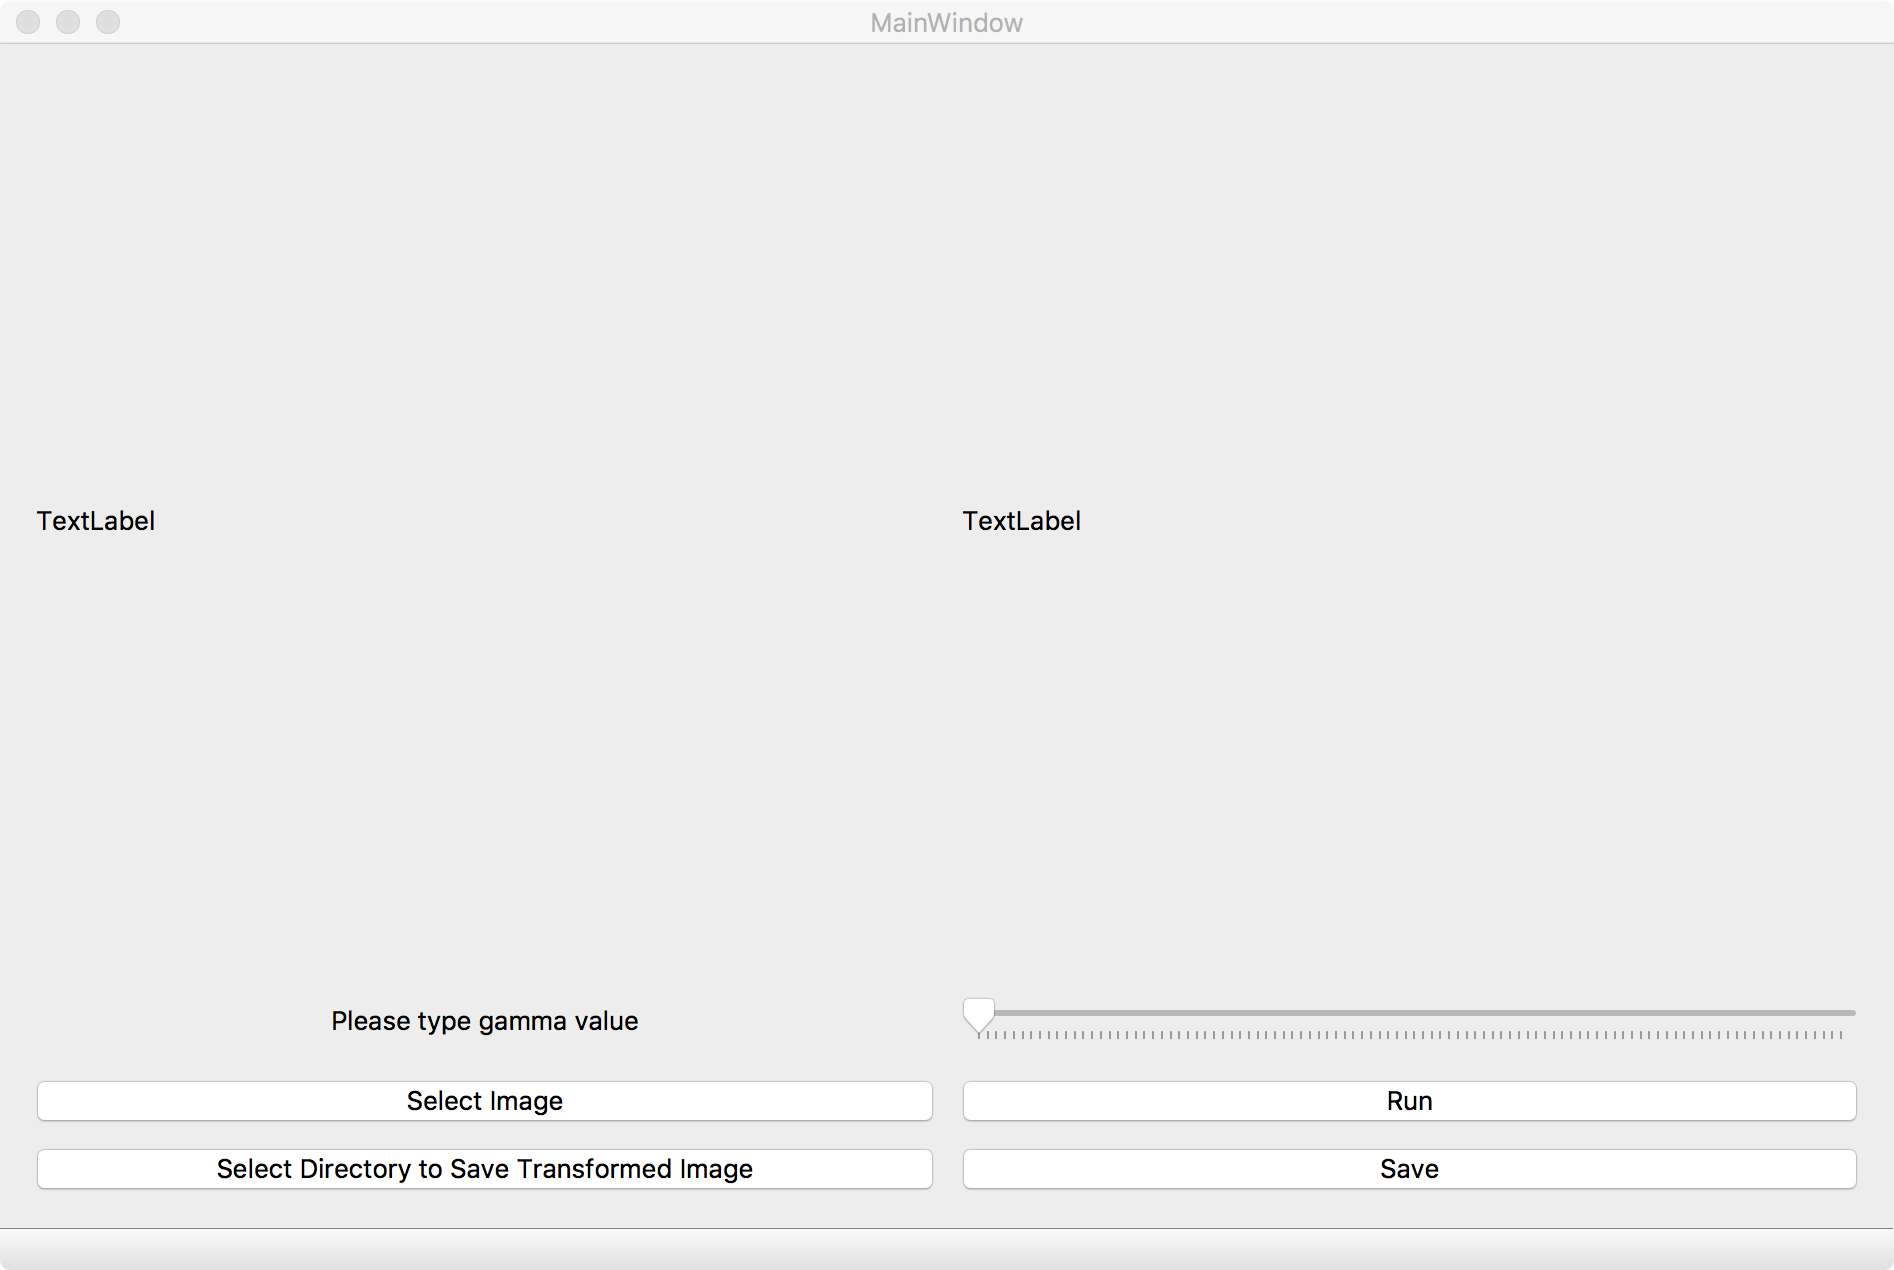 MainWindow
TextLabel
TextLabel
Please type gamma value
Select Image
Run
Select Directory to Save Transformed Image
Save